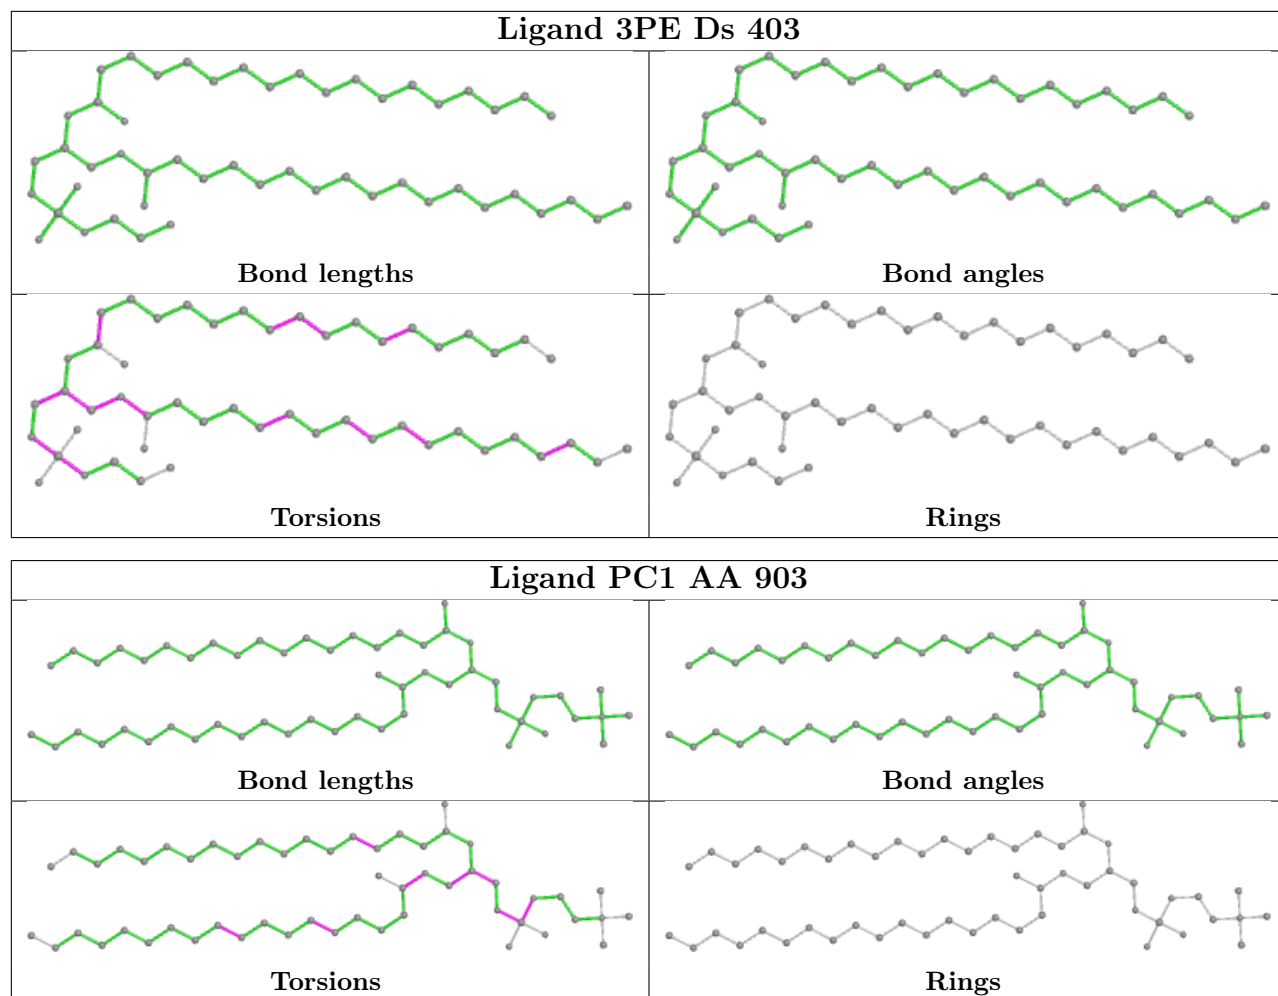 Ligand 3PE Ds 403
Bond lengths
Bond angles
Torsions
Rings
Ligand PC1 AA 903
Bond lengths
Bond angles
Torsions
Rings